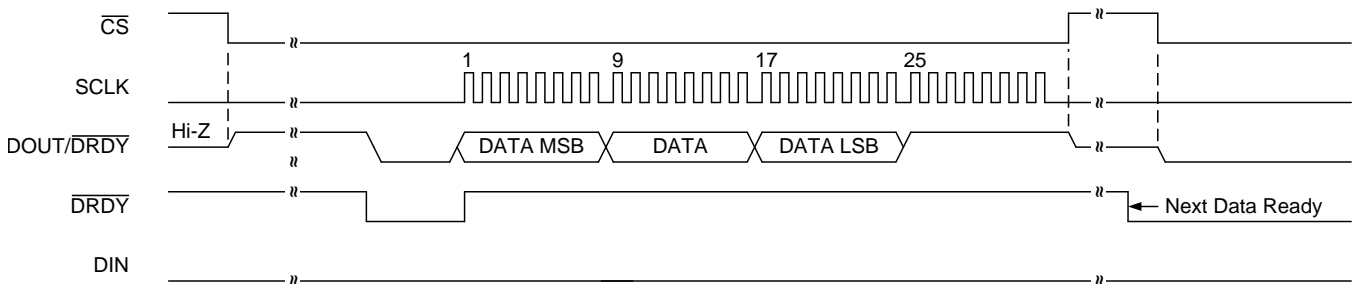 CS
1 9 17 25
SCLK
Hi-Z
DOUT/DRDY
DATA MSB DATA DATA LSB
DRDY
Next Data Ready
DIN